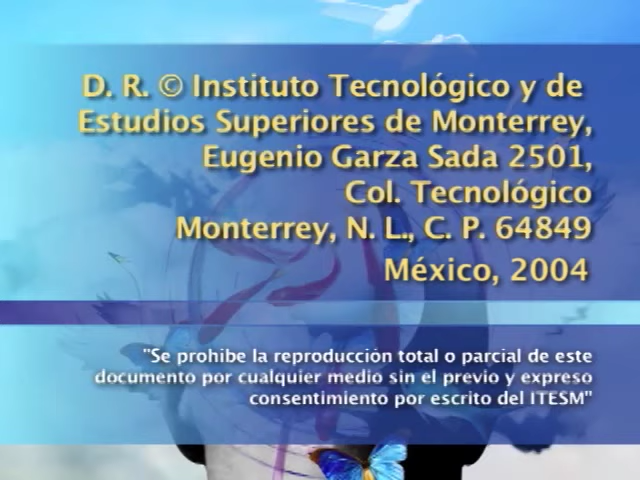 D. R. © Instituto Tecnológico y de
Estudios Superiores de Monterrey,
Eugenio Garza Sada 2501,
Col. Tecnológico
Monterrey, N. L., C. P. 64849
México, 2004
"Se prohibe la reproducción total o parcial de este
documento por cualquier medio sin el previo y expreso
consentimiento por escrito del ITESM"